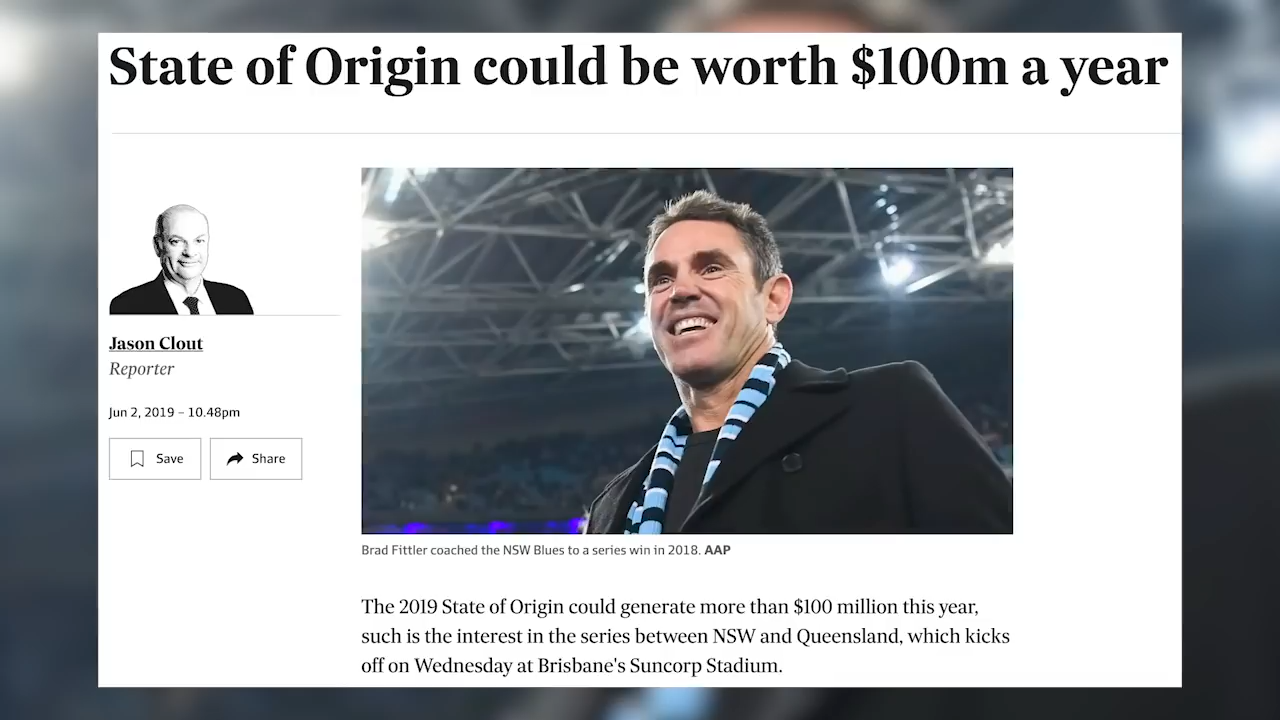 State of Origin could be worth $100m a year
Jason Clout
Reporter
Jun 2, 2019 – 10.48pm
Save
Share
Brad Fittler coached the NSW Blues to a series win in 2018. AAP
The 2019 State of Origin could generate more than $100 million this year,
such is the interest in the series between NSW and Queensland, which kicks
off on Wednesday at Brisbane's Suncorp Stadium.